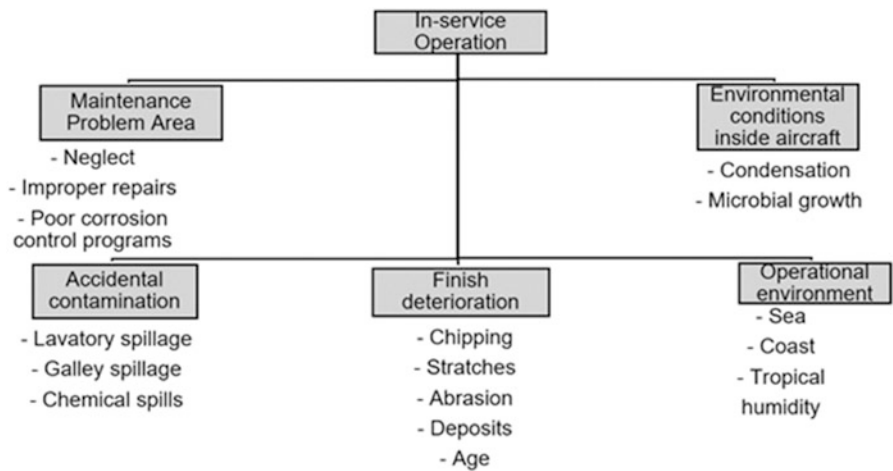 In-service
Operation
Maintenance
Problem Area
- Neglect
- Improper repairs
- Poor corrosion
control programs
Environmental
conditions
inside aircraft
- Condensation
- Microbial growth
Accidental
contamination
- Lavatory spillage
- Galley spillage
- Chemical spills
Finish
deterioration
- Chipping
- Stratches
- Abrasion
- Deposits
- Age
Operational
environment
- Sea
- Coast
- Tropical
humidity